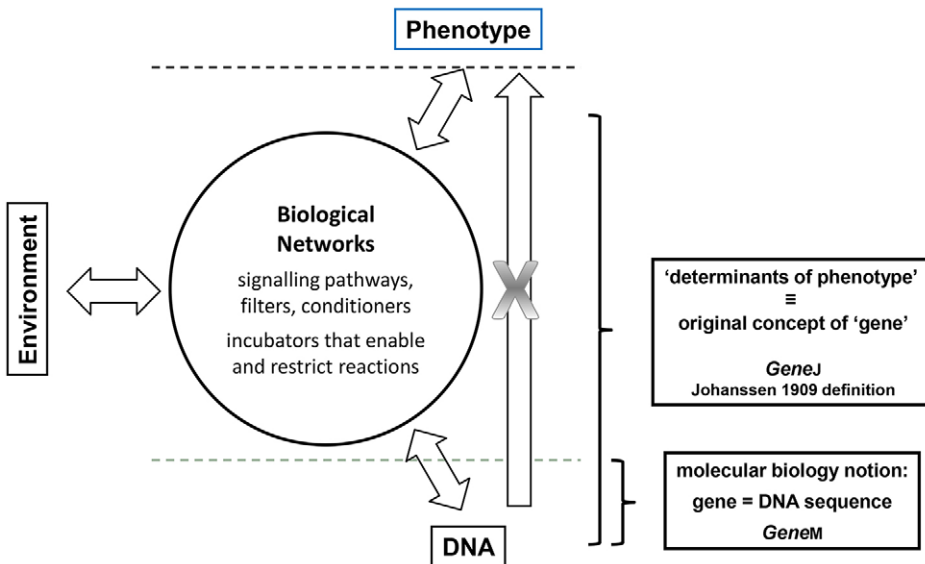 Phenotype
Environment
Biological
Networks
signalling pathways,
filters, conditioners
incubators that enable
and restrict reactions
X
DNA
‘determinants of phenotype’
≡
original concept of ‘gene’
GeneJ
Johanssen 1909 definition
molecular biology notion:
gene = DNA sequence
GeneM